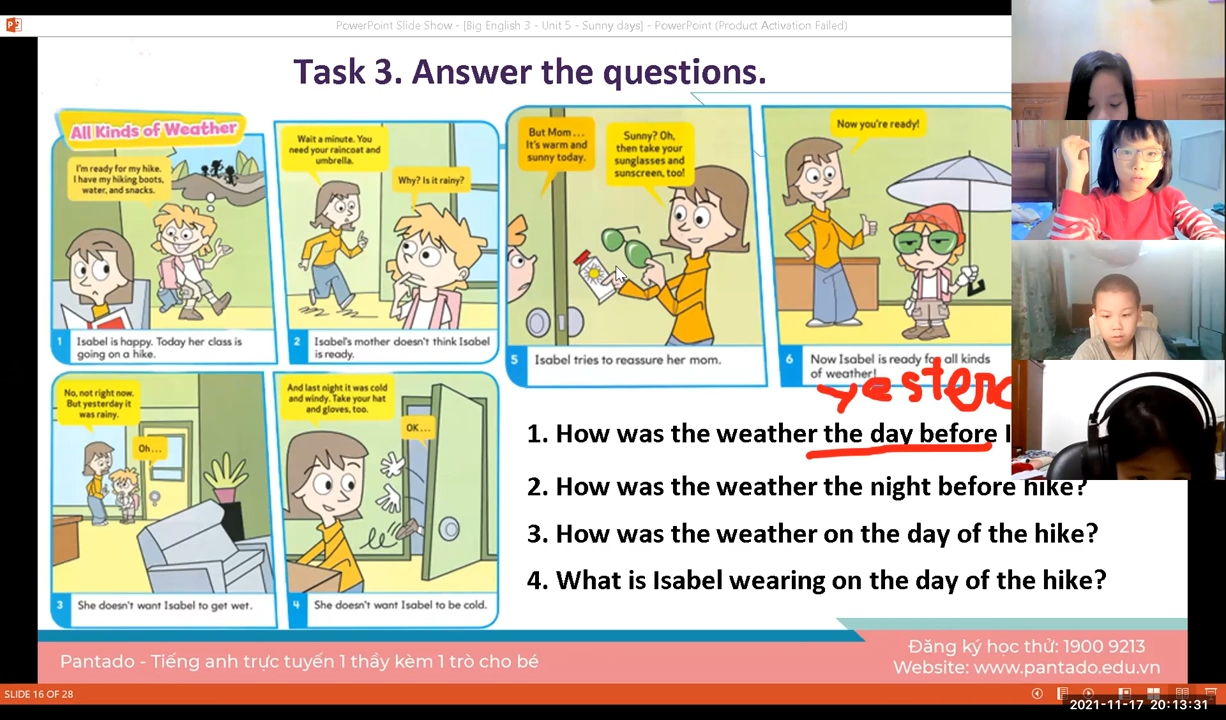 PowerPoint Slide Show - [Big English 3 - Unit 5 - Sunny days] - PowerPoint (Product Activation Failed)
Task 3. Answer the questions.
All Kinds of Weather
I'm ready for my hike.
I have my hiking boots,
water, and snacks.
1 Isabel is happy. Today her class is
going on a hike.
Wait a minute. You
need your raincoat and
umbrella.
Why? Is it rainy?
2 Isabel's mother doesn't think Isabel
is ready.
No, not right now.
But yesterday it
was rainy.
Oh...
3 She doesn't want Isabel to get wet.
And last night it was cold
and windy. Take your hat
and gloves, too.
OK...
4 She doesn't want Isabel to be cold.
But Mom...
It's warm and
sunny today.
Sunny? Oh,
then take your
sunglasses and
sunscreen, too!
5 Isabel tries to reassure her mom.
Now you're ready!
6 Now Isabel is ready for all kinds
of weather!
yester
1. How was the weather the day before I
2. How was the weather the night before hike?
3. How was the weather on the day of the hike?
4. What is Isabel wearing on the day of the hike?
Pantado - Tiếng anh trực tuyến 1 thầy kèm 1 trò cho bé
Đăng ký học thử: 1900 9213
Website: www.pantado.edu.vn
SLIDE 16 OF 28
2021-11-17 20:13:31